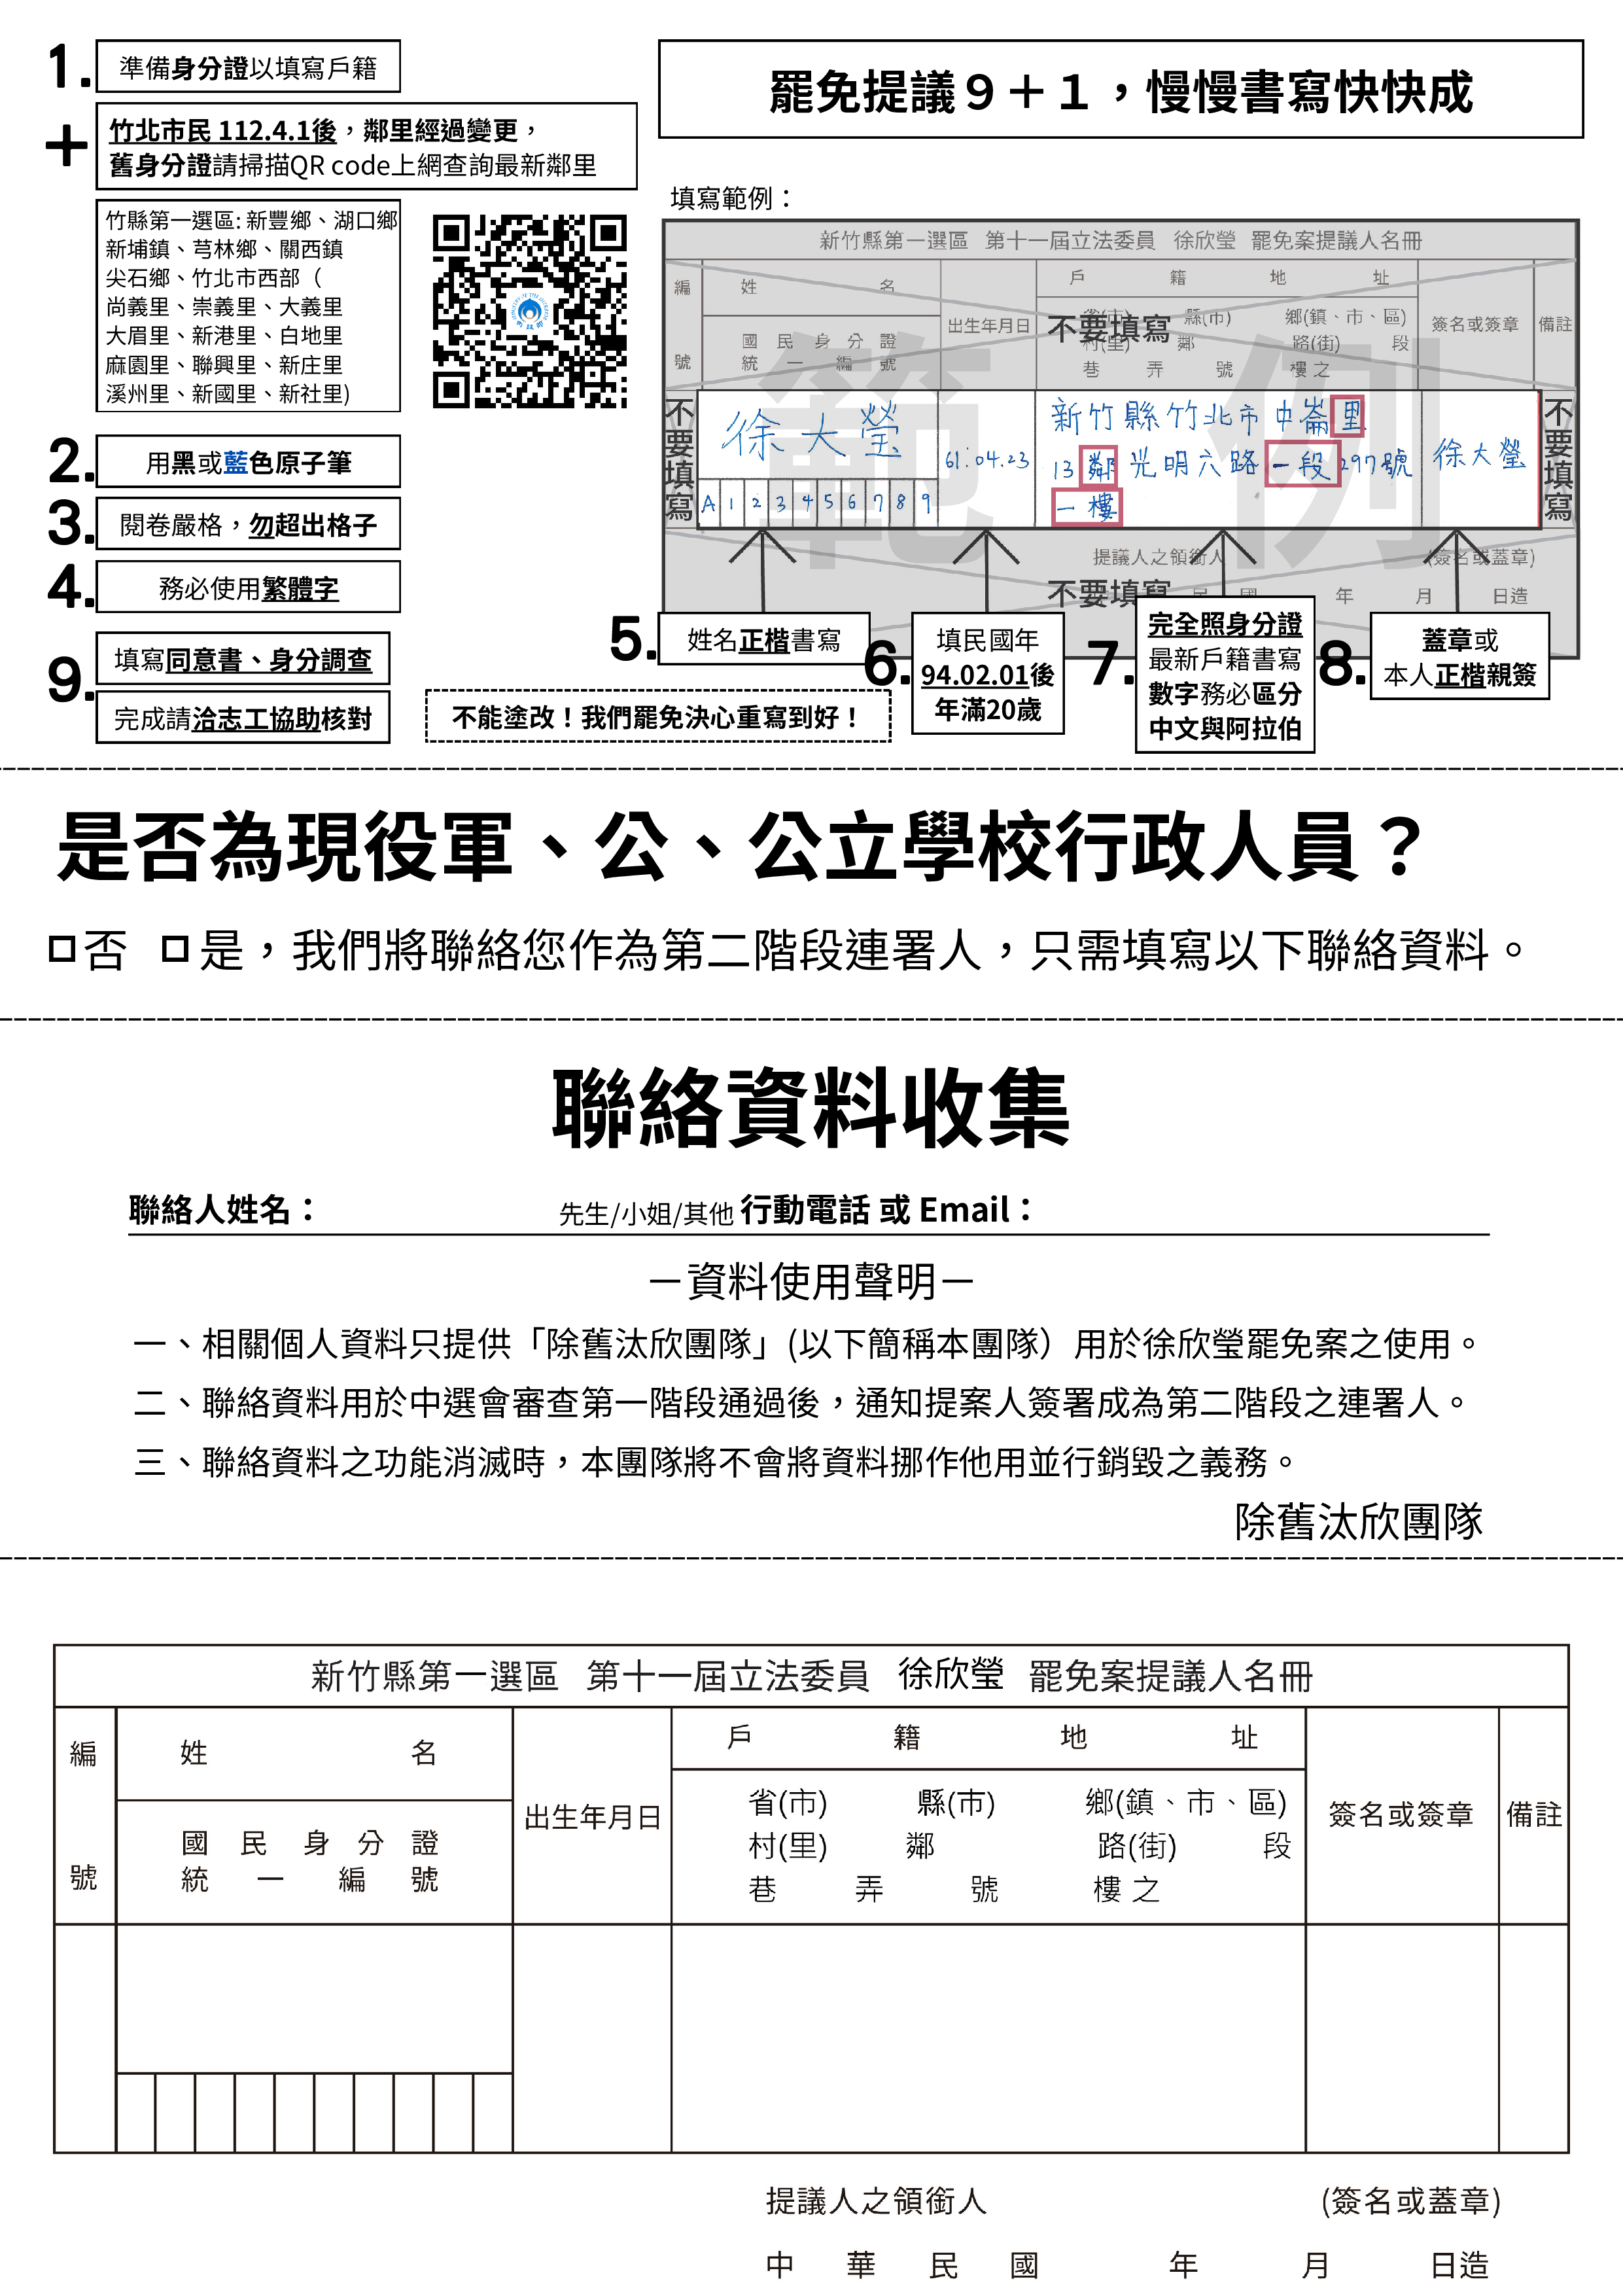 1.
準備身分證以填寫戶籍
+
竹北市民 112.4.1後，鄰里經過變更，
舊身分證請掃描QR code上網查詢最新鄰里
竹縣第一選區: 新豐鄉、湖口鄉
新埔鎮、芎林鄉、關西鎮
尖石鄉、竹北市西部（
尚義里、崇義里、大義里
大眉里、新港里、白地里
麻園里、聯興里、新庄里
溪州里、新國里、新社里)
2.
用黑或藍色原子筆
3.
閱卷嚴格，勿超出格子
4.
務必使用繁體字
9.
填寫同意書、身分調查
完成請洽志工協助核對
罷免提議９＋１，慢慢書寫快快成
填寫範例：
新竹縣第一選區 第十一屆立法委員 徐欣瑩 罷免案提議人名冊
編
號
姓 名
國 民 身 分 證
統 一 編 號
出生年月日
戶 籍 地 址
不要填寫
省(市) 縣(市) 鄉(鎮、市、區)
村(里) 鄰 路(街) 段
巷 弄 號 樓 之
簽名或簽章
備註
範例
不要填寫
徐大瑩
A 1 2 3 4 5 6 7 8 9
61.04.23
新竹縣竹北市中崙里
13鄰光明六路一段297號
一樓
徐大瑩
不要填寫
提議人之領銜人 (簽名或蓋章)
不要填寫
民 國 年 月 日造
5.
姓名正楷書寫
6.
填民國年
94.02.01後
年滿20歲
7.
完全照身分證
最新戶籍書寫
數字務必區分
中文與阿拉伯
8.
蓋章或
本人正楷親簽
不能塗改！我們罷免決心重寫到好！
是否為現役軍、公、公立學校行政人員？
否 是，我們將聯絡您作為第二階段連署人，只需填寫以下聯絡資料。
聯絡資料收集
聯絡人姓名： 先生/小姐/其他 行動電話 或 Email：
－資料使用聲明－
一、相關個人資料只提供「除舊汰欣團隊」(以下簡稱本團隊）用於徐欣瑩罷免案之使用。
二、聯絡資料用於中選會審查第一階段通過後，通知提案人簽署成為第二階段之連署人。
三、聯絡資料之功能消滅時，本團隊將不會將資料挪作他用並行銷毀之義務。
除舊汰欣團隊
新竹縣第一選區 第十一屆立法委員 徐欣瑩 罷免案提議人名冊
編
號
姓 名
國 民 身 分 證
統 一 編 號
出生年月日
戶 籍 地 址
省(市) 縣(市) 鄉(鎮、市、區)
村(里) 鄰 路(街) 段
巷 弄 號 樓 之
簽名或簽章
備註
提議人之領銜人 (簽名或蓋章)
中 華 民 國 年 月 日造